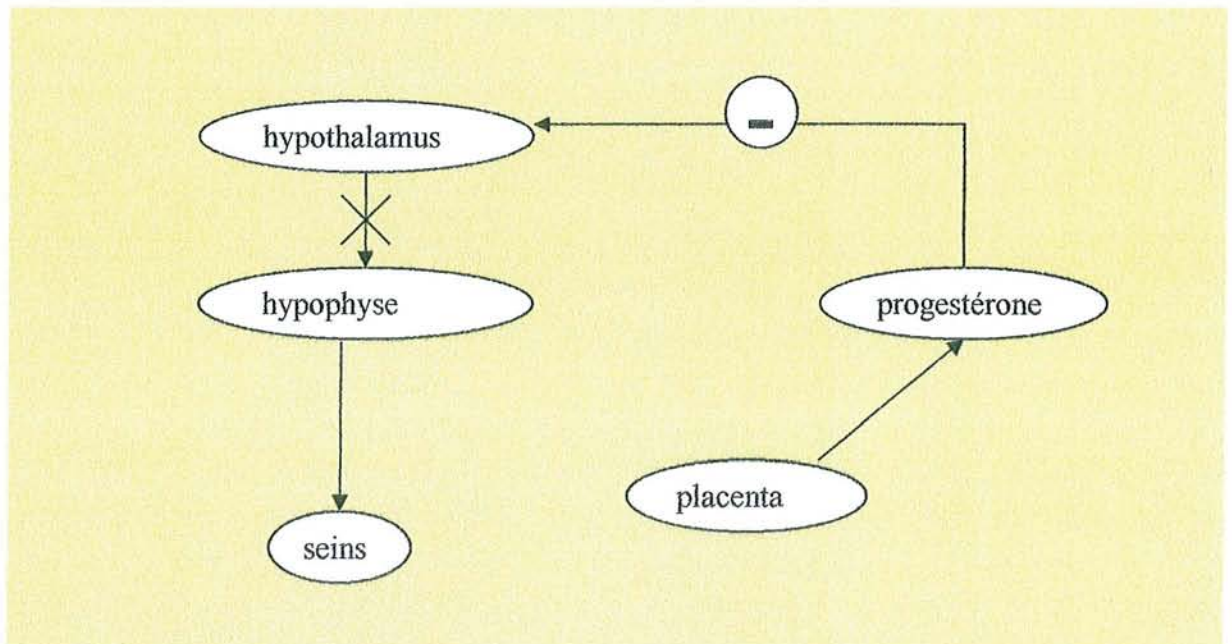 hypothalamus
-
hypophyse
progestérone
placenta
seins